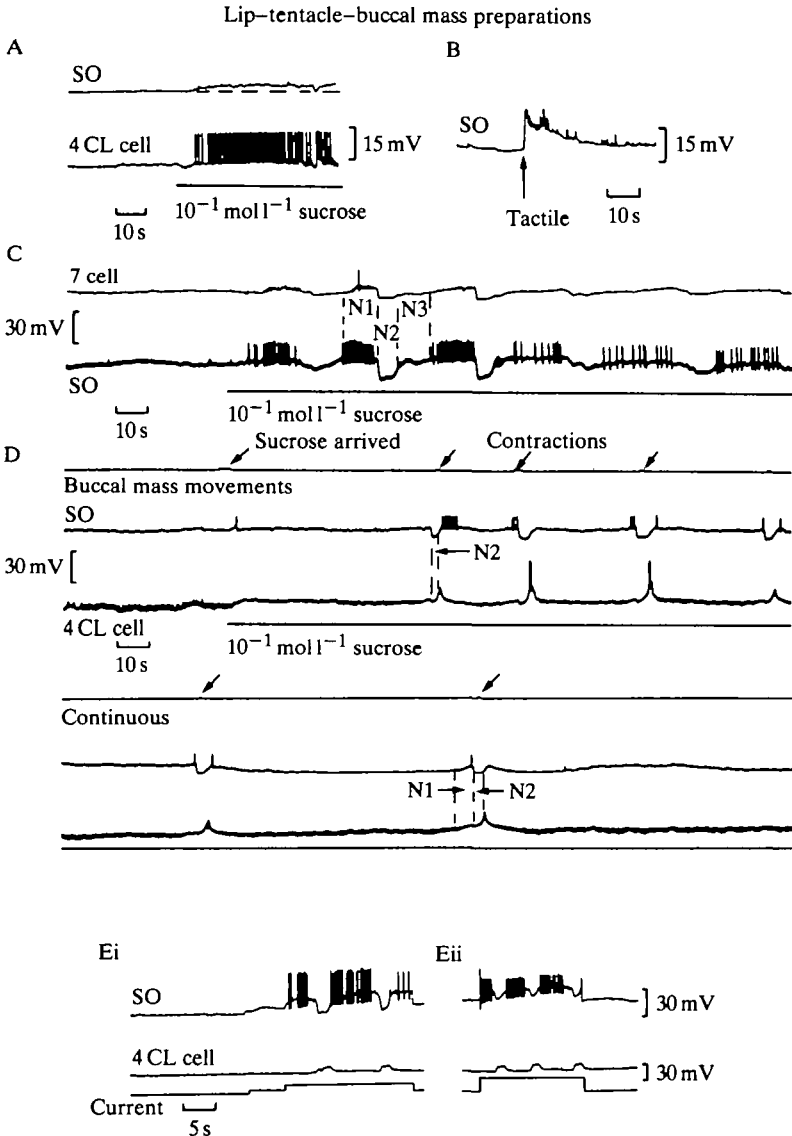 Lip–tentacle–buccal mass preparations
A
SO
4 CL cell
15 mV
10 s
10⁻¹ mol l⁻¹ sucrose
B
SO
15 mV
Tactile
10 s
C
7 cell
N1
N3
N2
30 mV
SO
10 s
10⁻¹ mol l⁻¹ sucrose
D
Sucrose arrived
Contractions
Buccal mass movements
SO
N2
30 mV
4 CL cell
10 s
10⁻¹ mol l⁻¹ sucrose
Continuous
N1
N2
Ei
SO
4 CL cell
Current
5 s
Eii
30 mV
30 mV